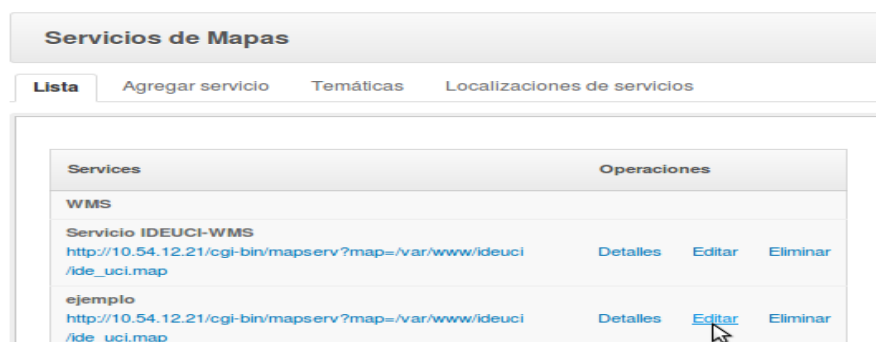 Servicios de Mapas
Lista Agregar servicio Temáticas Localizaciones de servicios
Services Operaciones
WMS
Servicio IDEUCI-WMS
http://10.54.12.21/cgi-bin/mapserv?map=/var/www/ideuci Detalles Editar Eliminar
/ide_uci.map
ejemplo
http://10.54.12.21/cgi-bin/mapserv?map=/var/www/ideuci Detalles Editar Eliminar
/ide_uci.map